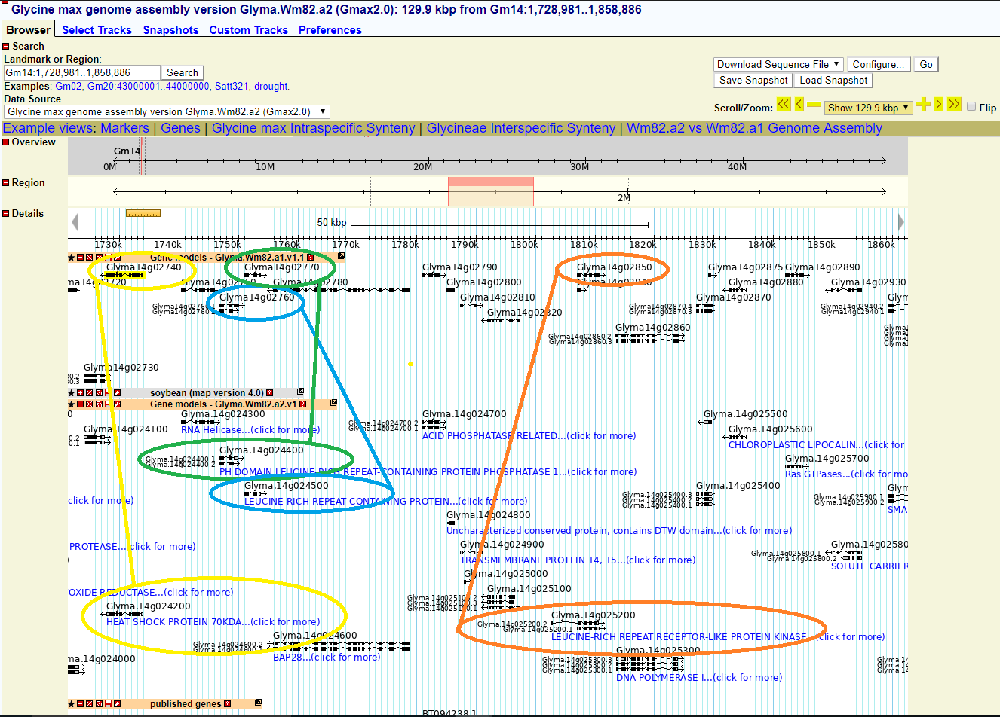 Glycine max genome assembly version Glyma.Wm82.a2 (Gmax2.0): 129.9 kbp from Gm14:1,728,981..1,858,886
Browser Select Tracks Snapshots Custom Tracks Preferences
Search
Landmark or Region:
Gm14:1,728,981..1,858,886 Search
Examples: Gm02, Gm20:43000001..44000000, Satt321, drought.
Data Source
Glycine max genome assembly version Glyma.Wm82.a2 (Gmax2.0)
Download Sequence File Configure... Go
Save Snapshot Load Snapshot
Scroll/Zoom: Show 129.9 kbp Flip
Example views: Markers | Genes | Glycine max Intraspecific Synteny | Glycineae Interspecific Synteny | Wm82.a2 vs Wm82.a1 Genome Assembly
Overview
Gm14
0M 10M 20M 30M 40M
Region
2M
Details
50 kbp
1730k 1740k 1750k 1760k 1770k 1780k 1790k 1800k 1810k 1820k 1830k 1840k 1850k 1860k
Gene models - Glyma.Wm82.a1.v1.1
Glyma14g02740 Glyma14g02770 Glyma14g02790 Glyma14g02850 Glyma14g02875 Glyma14g02890
Glyma14g02800 Glyma14g02840 Glyma14g02880 Glyma14g02930
Glyma14g02760 Glyma14g02810 Glyma14g02870
Glyma14g02870.4 Glyma14g02940.2
Glyma14g02870.3 Glyma14g02940.1
Glyma14g02860
Glyma14g02860.2
Glyma14g02860.3
Glyma14g02730
soybean (map version 4.0)
Gene models - Glyma.Wm82.a2.v1
Glyma.14g024300 Glyma.14g024700 Glyma.14g025500
Glyma.14g024700.2
Glyma.14g024700.1
RNA Helicase...(click for more)
Glyma.14g024100 Glyma.14g025600
ACID PHOSPHATASE RELATED...(click for more)
CHLOROPLASTIC LIPOCALIN...(click for
Glyma.14g024400
Glyma.14g024400.1
Glyma.14g024400.2
Glyma.14g025700
PH DOMAIN LEUCINE-RICH REPEAT-CONTAINING PROTEIN PHOSPHATASE 1...(click for more)
Ras GTPases...(click for mo
Glyma.14g024500 Glyma.14g025400
Glyma.14g025400.3
Glyma.14g025400.2
Glyma.14g025400.1
Glyma.14g025900.1
Glyma.14g025900.2
click for more)
LEUCINE-RICH REPEAT-CONTAINING PROTEIN...(click for more)
SMA
Glyma.14g024800
Uncharacterized conserved protein, contains DTW domain...(click for more)
Glyma.14g024900 Glyma.14g02580
PROTEASE...(click for more)
Glyma.14g025800.1
Glyma.14g025800.2
TRANSMEMBRANE PROTEIN 14, 15...(click for more)
SOLUTE CARRIER
Glyma.14g025000
Glyma.14g025100
OXIDE REDUCTASE...(click for more)
Glyma.14g024200
Glyma.14g025200
HEAT SHOCK PROTEIN 70KDA...(click for more)
Glyma.14g025200.2
Glyma.14g025200.1
Glyma.14g024600
LEUCINE-RICH REPEAT RECEPTOR-LIKE PROTEIN KINASE...(click for more)
Glyma.14g024600.2
Glyma.14g025300
BAP28...(click for more)
Glyma.14g025300.3
Glyma.14g025300.2
Glyma.14g025300.1
DNA POLYMERASE I...(click for more)
published genes
BT094238.1